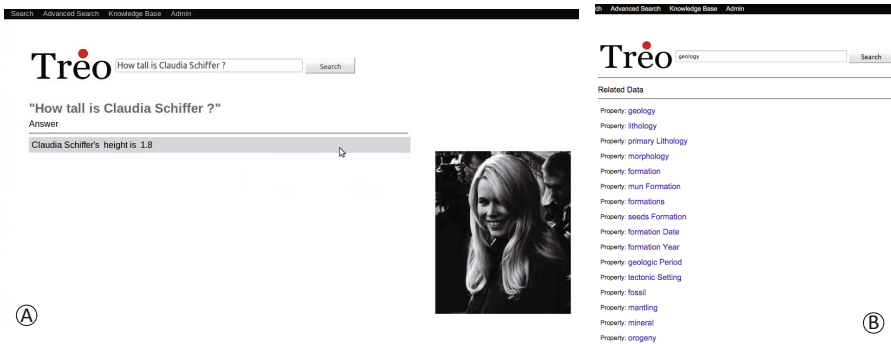 Search Advanced Search Knowledge Base Admin
Treo
How tall is Claudia Schiffer ?
Search
"How tall is Claudia Schiffer ?"
Answer
Claudia Schiffer's height is 1.8
A
ch Advanced Search Knowledge Base Admin
Treo
geology
Search
Related Data
Property: geology
Property: lithology
Property: primary Lithology
Property: morphology
Property: formation
Property: mun Formation
Property: formations
Property: seeds Formation
Property: formation Date
Property: formation Year
Property: geologic Period
Property: tectonic Setting
Property: fossil
Property: mantling
Property: mineral
Property: orogeny
B